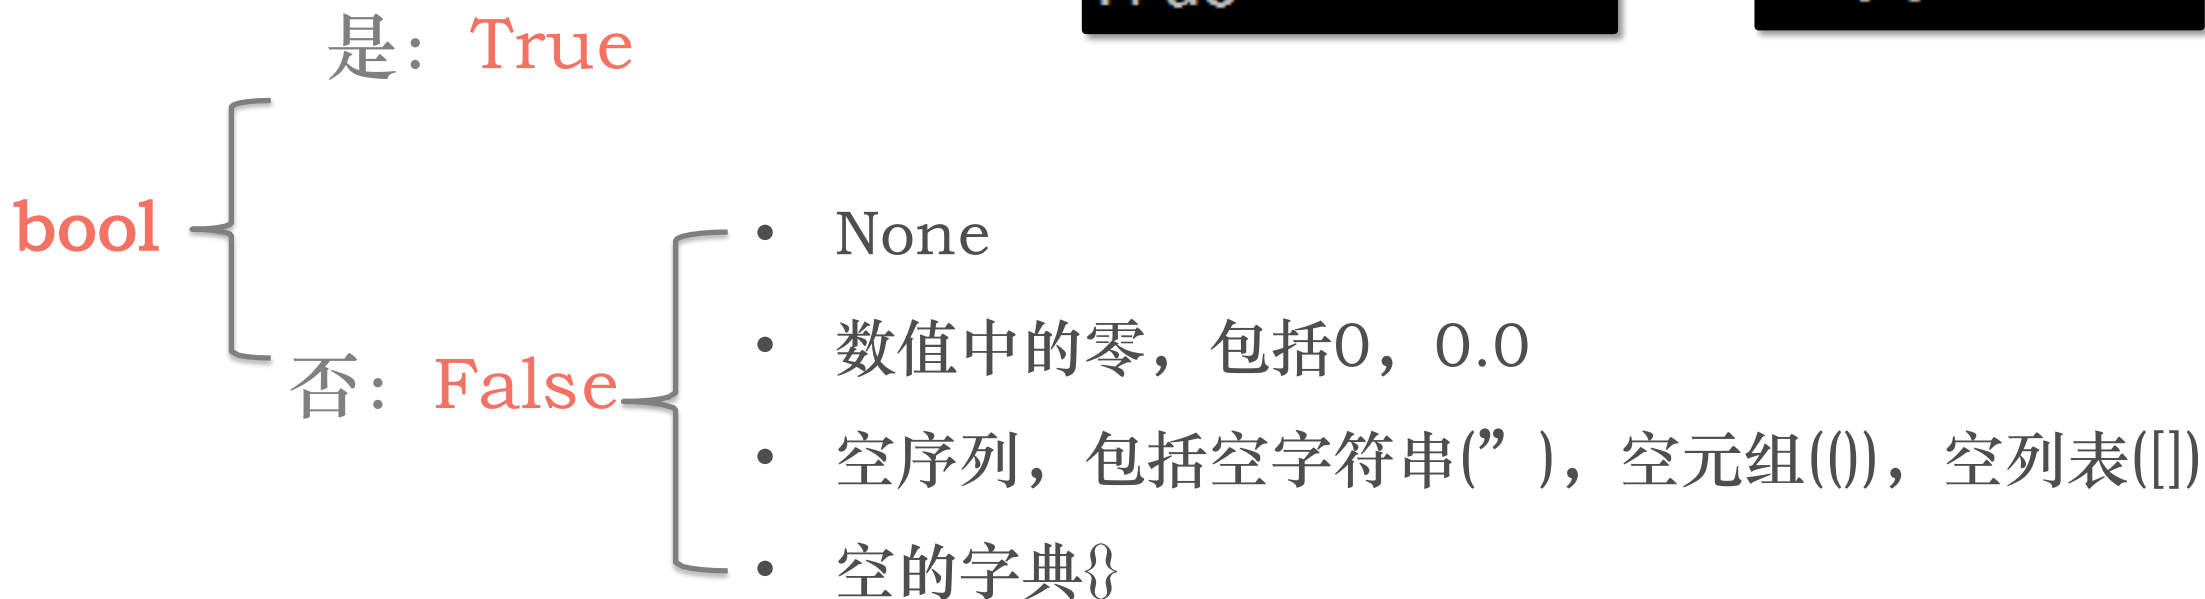 是：True
bool
None
数值中的零，包括0，0.0
否：False
空序列，包括空字符串(”)，空元组(())，空列表([])
空的字典{}